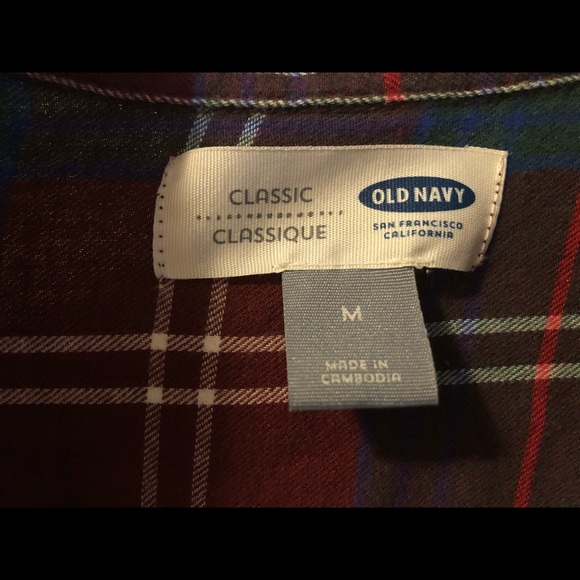 CLASSIC
CLASSIQUE
OLD NAVY
SAN FRANCISCO
CALIFORNIA
M
MADE IN
CAMBODIA